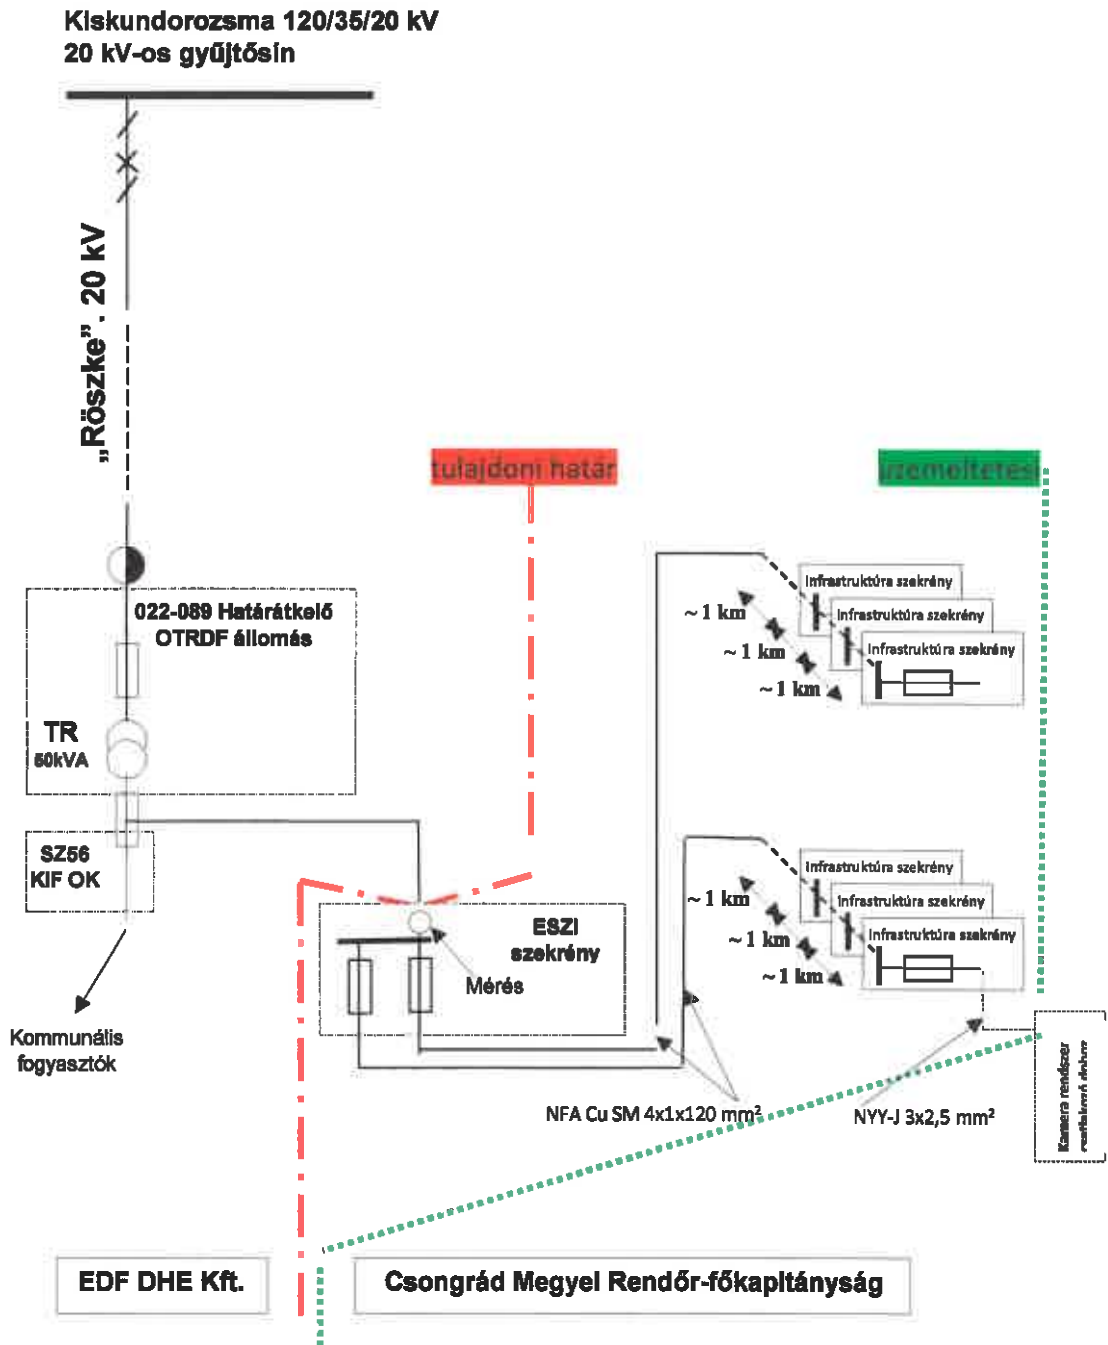 Kiskundorozsma 120/35/20 kV
20 kV-os gyűjtősín
„Röszke”. 20 kV
tulajdoni határ
üzemeltetési
022-089 Határátkelő
OTRDF állomás
TR
50kVA
SZ56
KIF OK
Kommunális
fogyasztók
ESZI
szekrény
Mérés
Infrastruktúra szekrény
Infrastruktúra szekrény
Infrastruktúra szekrény
~ 1 km
~ 1 km
~ 1 km
Infrastruktúra szekrény
Infrastruktúra szekrény
Infrastruktúra szekrény
~ 1 km
~ 1 km
~ 1 km
NFA Cu SM 4x1x120 mm²
NYY-J 3x2,5 mm²
Kamera rendszer
csatlakozó doboz
EDF DHE Kft.
Csongrád Megyei Rendőr-főkapitányság